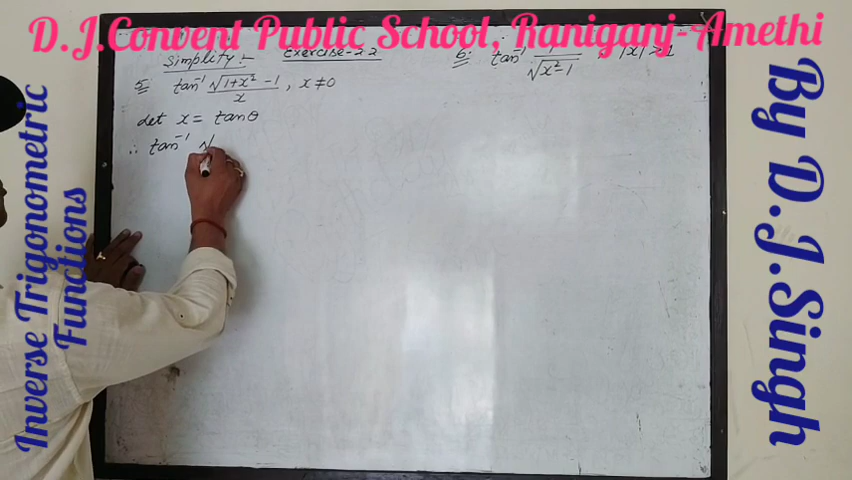 D.J.Convent Public School, Raniganj-Amethi
Simplify:- Exercise-2.2
5. tan⁻¹ (√(1+x²) -1)/x , x ≠ 0
Let x = tanθ
∴ tan⁻¹ √
6. tan⁻¹ 1/√(x²-1) , |x| > 1
Inverse Trigonometric
Functions
By D.J.Singh